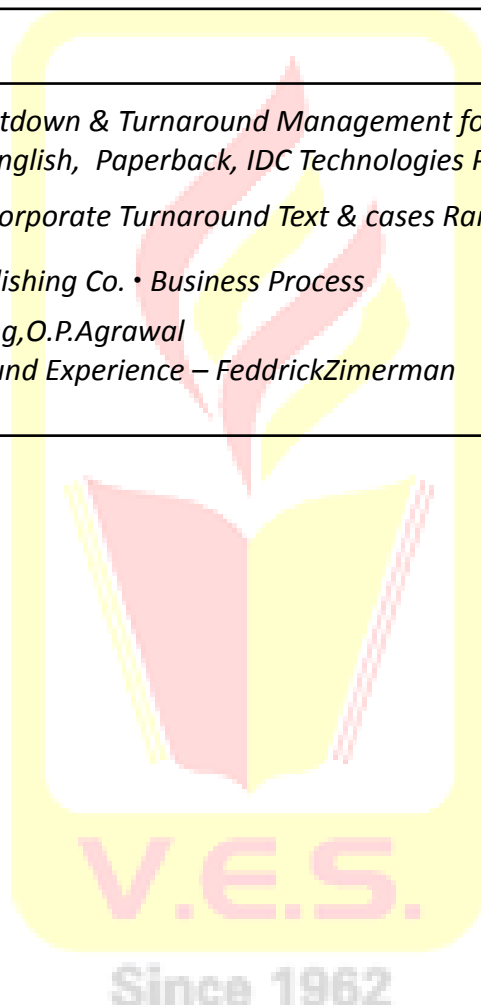 tdown & Turnaround Management fo
nglish, Paperback, IDC Technologies P
orporate Turnaround Text & cases Ra
lishing Co. • Business Process
g,O.P.Agrawal
und Experience – FeddrickZimerman
V.E.S.
Since 1962